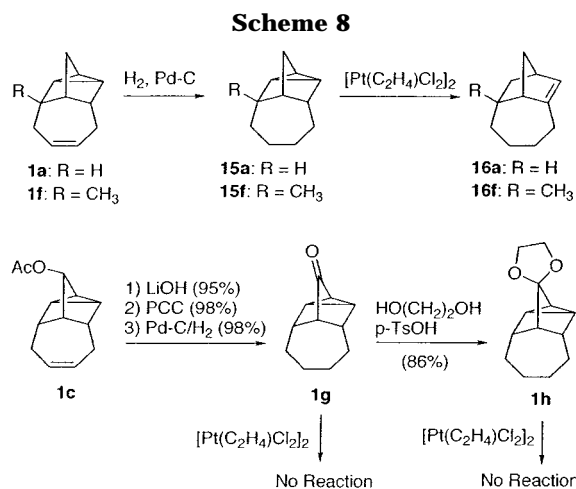 Scheme 8
H₂, Pd-C
[Pt(C₂H₄)Cl₂]₂
R
R
R
1a: R = H
1f: R = CH₃
15a: R = H
15f: R = CH₃
16a: R = H
16f: R = CH₃
AcO
1) LiOH (95%)
2) PCC (98%)
3) Pd-C/H₂ (98%)
O
HO(CH₂)₂OH
p-TsOH
(86%)
O O
1c
1g
1h
[Pt(C₂H₄)Cl₂]₂
[Pt(C₂H₄)Cl₂]₂
No Reaction
No Reaction